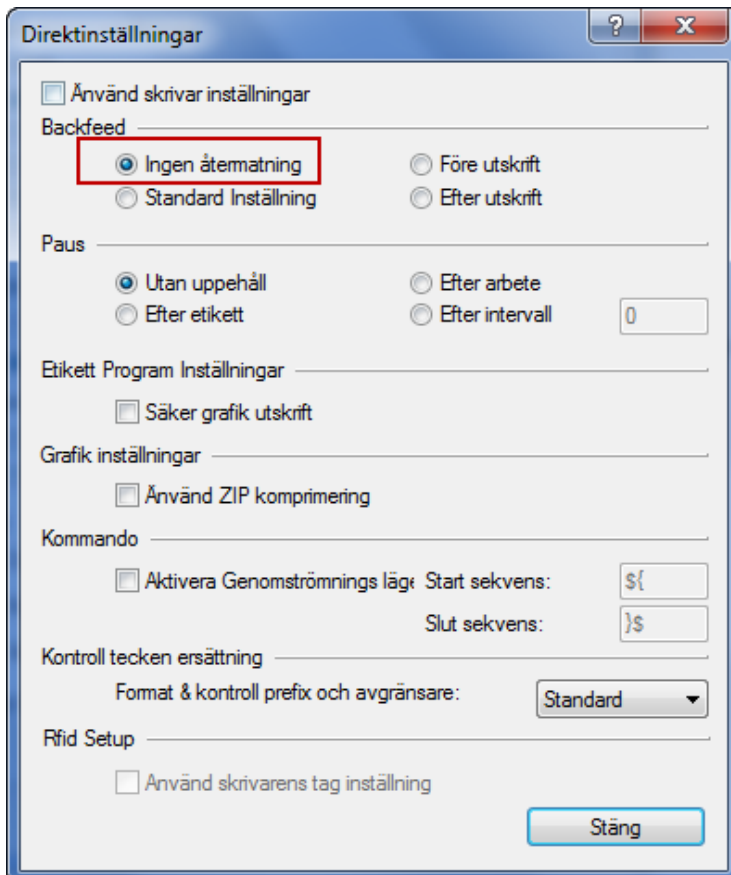 Direktinställningar
Använd skrivar inställningar
Backfeed
Ingen återmatning
Före utskrift
Standard Inställning
Efter utskrift
Paus
Utan uppehåll
Efter arbete
Efter etikett
Efter intervall
0
Etikett Program Inställningar
Säker grafik utskrift
Grafik inställningar
Använd ZIP komprimering
Kommando
Aktivera Genomströmnings läge
Start sekvens:
${
Slut sekvens:
}$
Kontroll tecken ersättning
Format & kontroll prefix och avgränsare:
Standard
Rfid Setup
Använd skrivarens tag inställning
Stäng